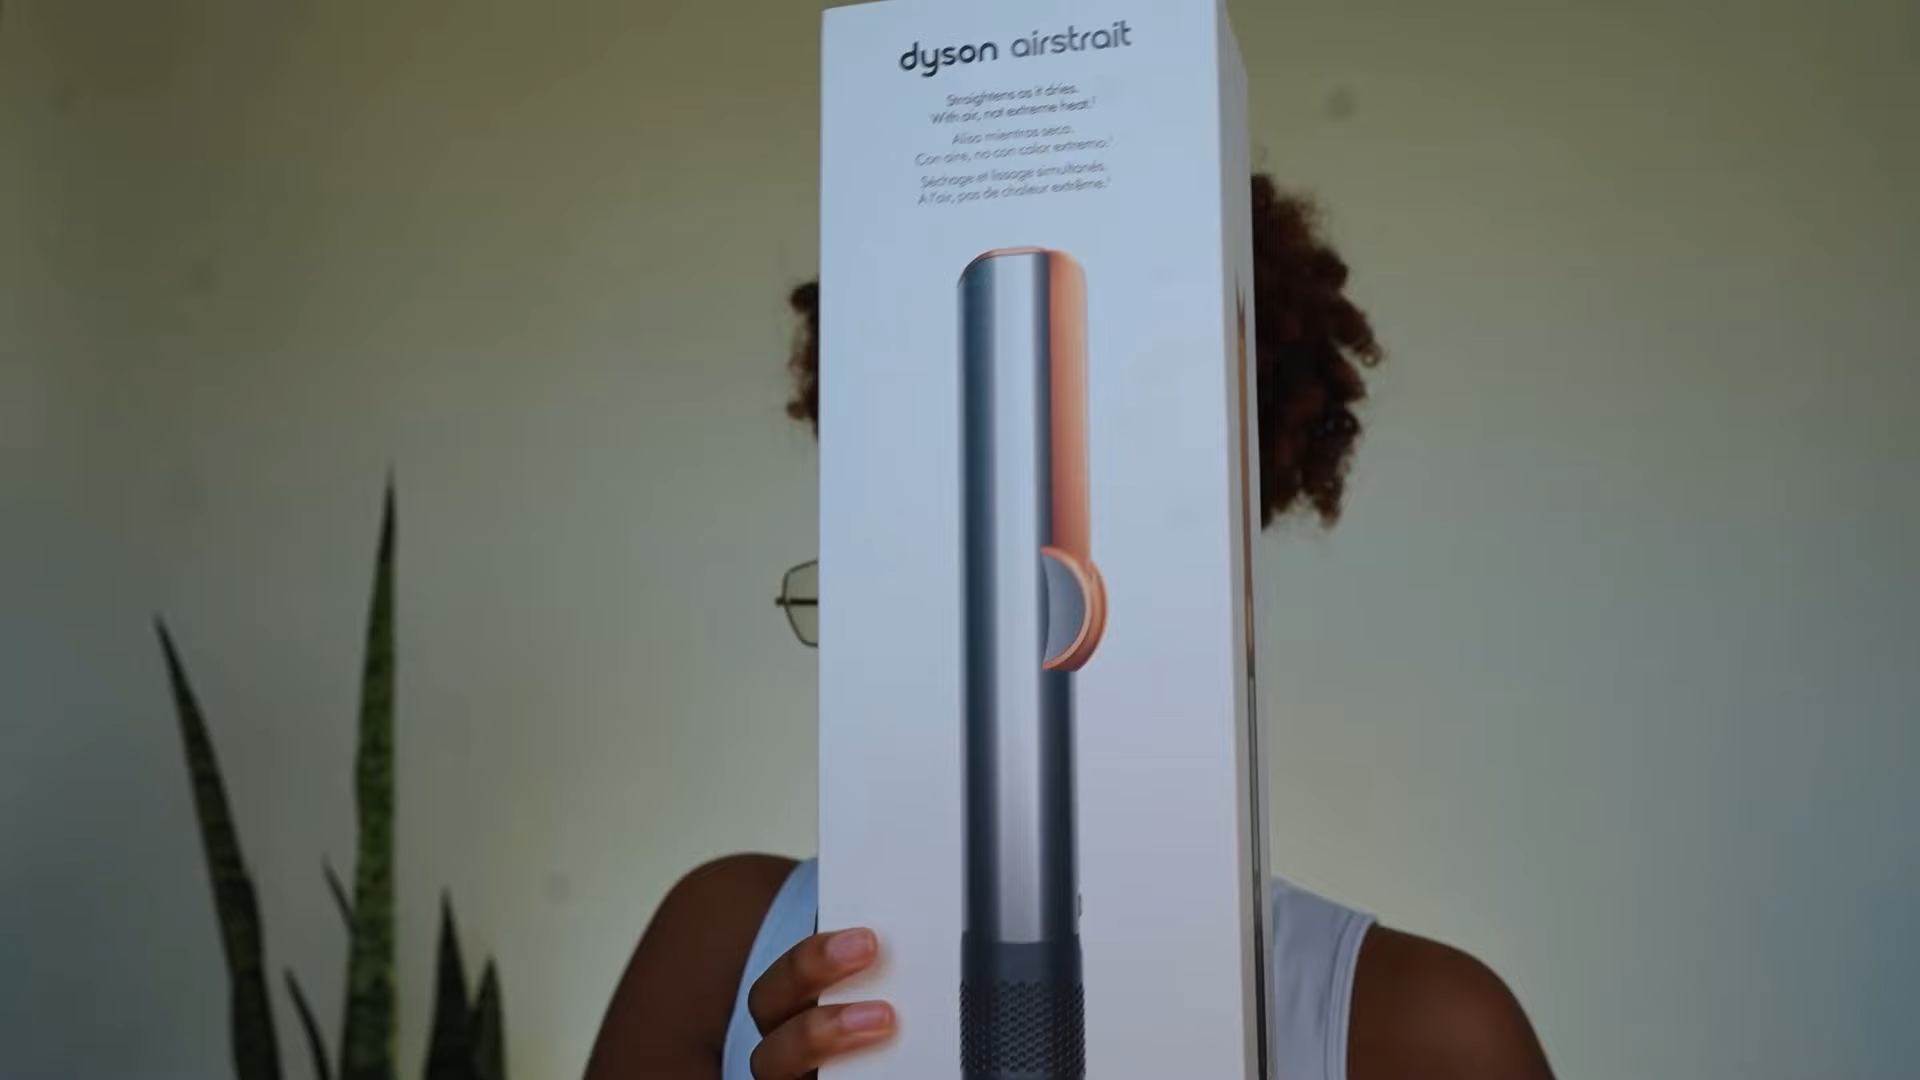 dyson airstrait
Straightens as it dries.
With air, not extreme heat.¹
Alisa mientras seca.
Con aire, no con calor extremo.¹
Séchage et lissage simultanés.
À l'air, pas de chaleur extrême.¹